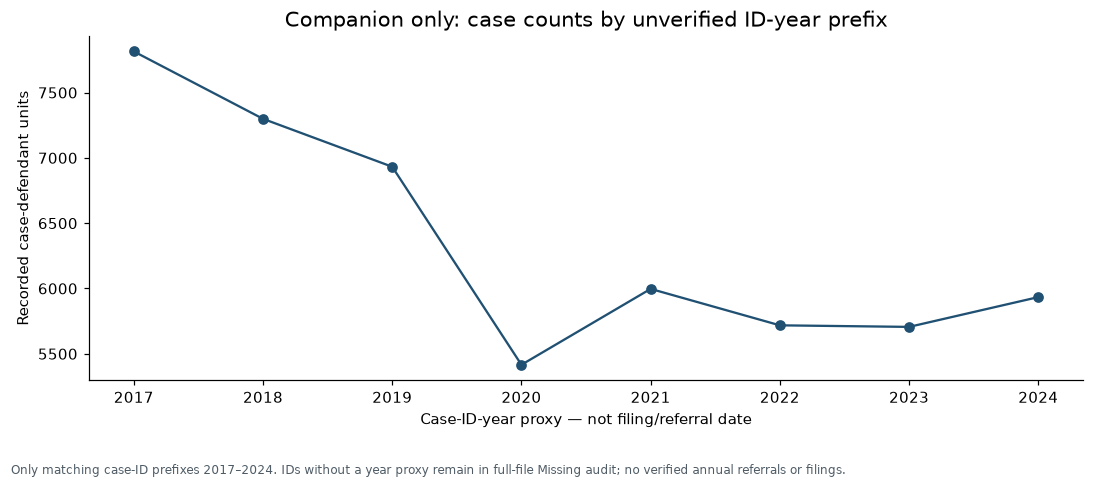 Companion only: case counts by unverified ID-year prefix
Recorded case-defendant units
7500
7000
6500
6000
5500
2017 2018 2019 2020 2021 2022 2023 2024
Case-ID-year proxy — not filing/referral date
Only matching case-ID prefixes 2017–2024. IDs without a year proxy remain in full-file Missing audit; no verified annual referrals or filings.